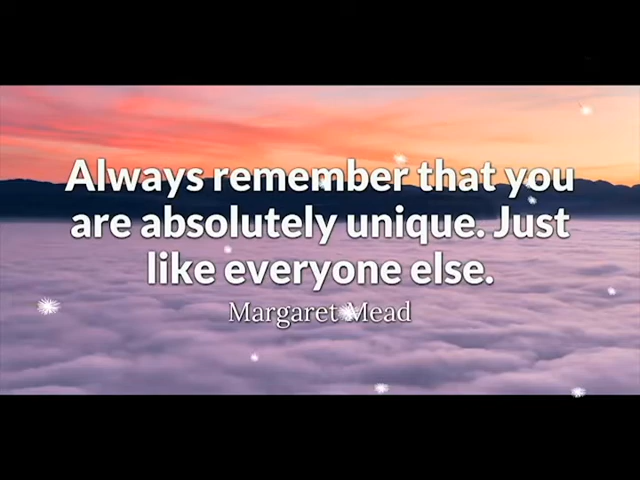 Always remember that you
are absolutely unique. Just
like everyone else.
Margaret Mead